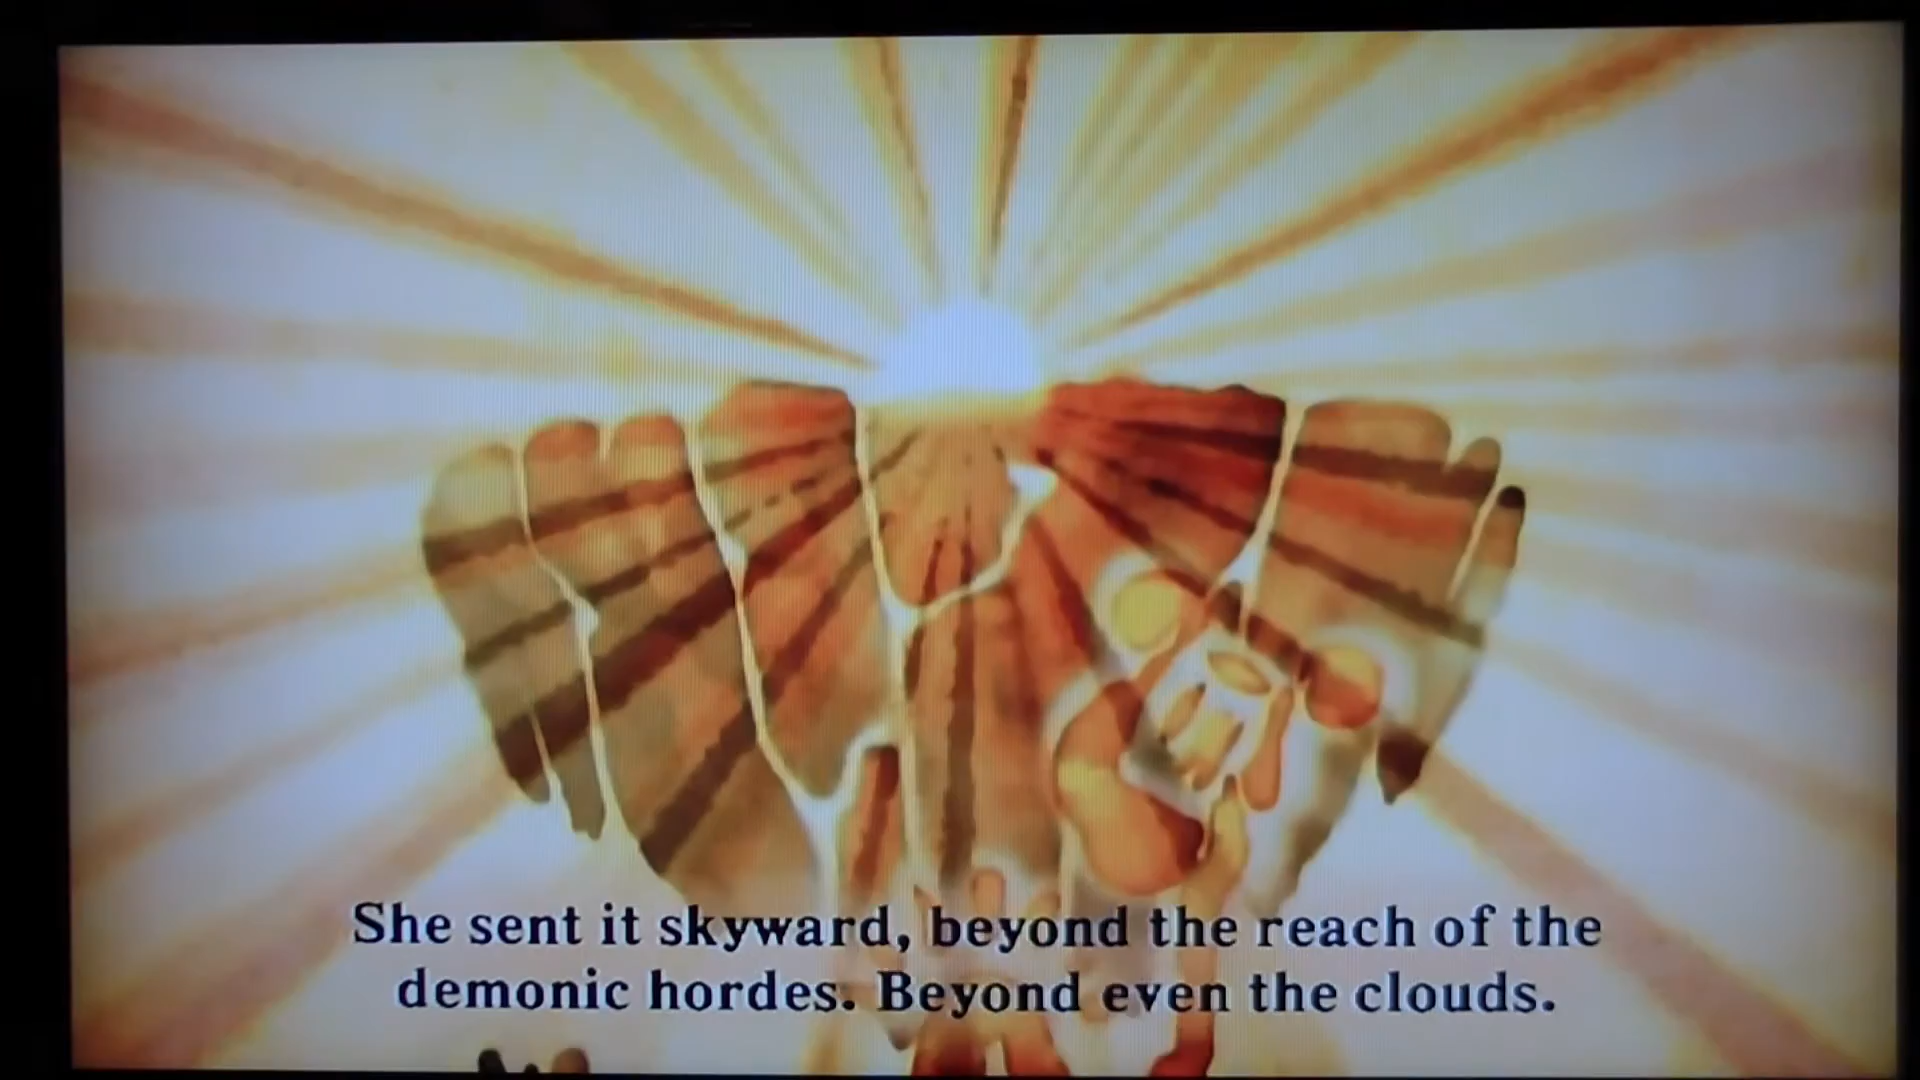 She sent it skyward, beyond the reach of the
demonic hordes. Beyond even the clouds.